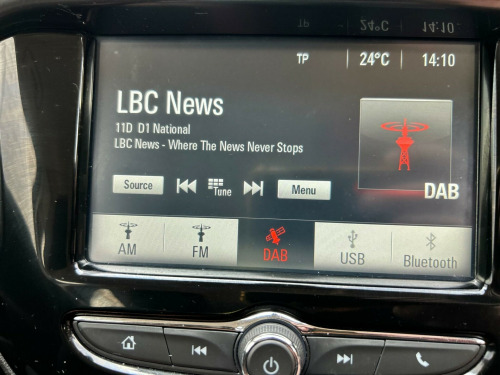 TP 24°C 14:10
LBC News
11D D1 National
LBC News - Where The News Never Stops
DAB
Source Tune Menu
AM FM DAB USB Bluetooth